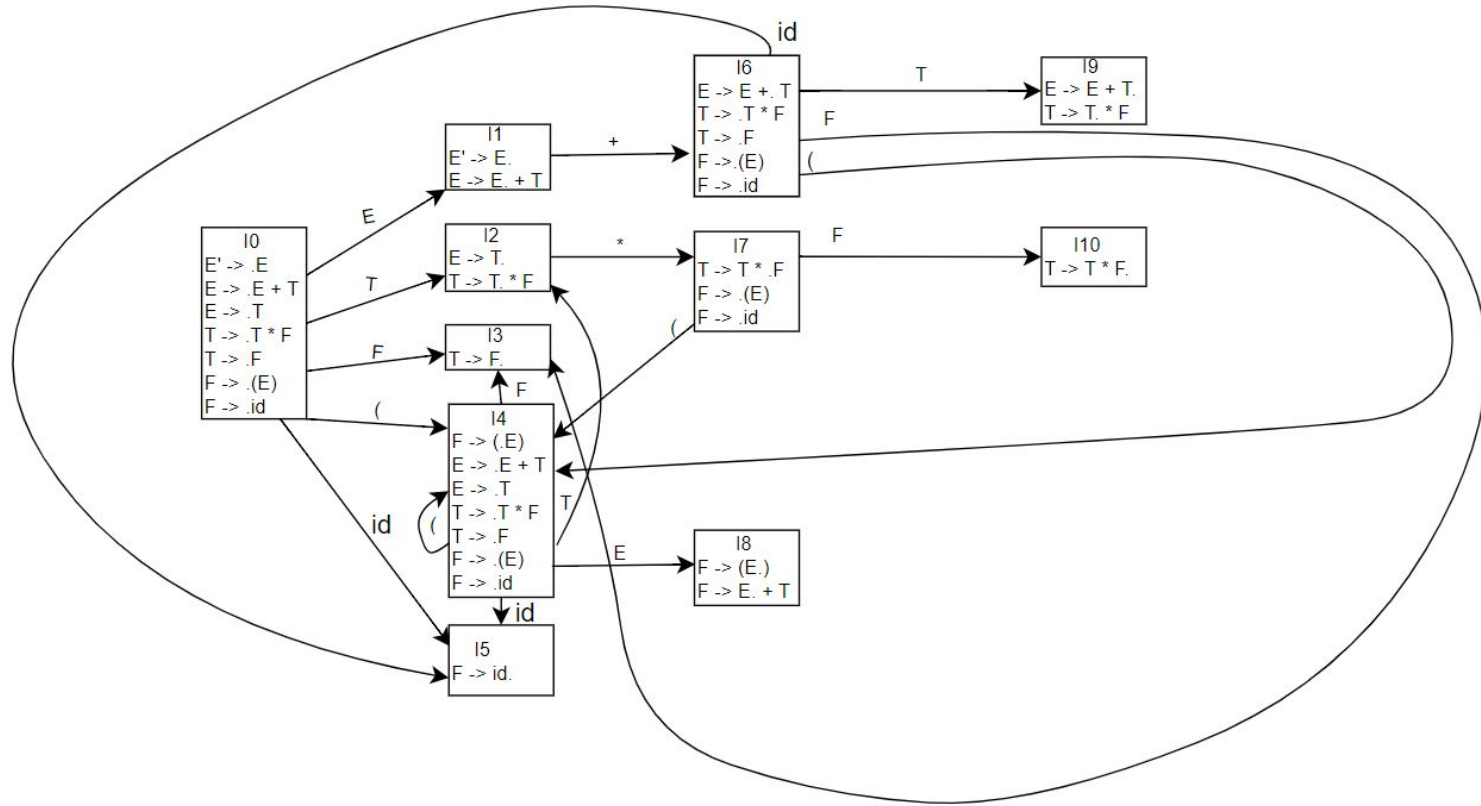 id
I6
E -> E +. T
T -> .T * F
T -> .F
F ->.(E)
F -> .id
T
I9
E -> E + T.
T -> T. * F
F
(
I1
E' -> E.
E -> E. + T
+
E
I0
E' -> .E
E -> .E + T
E -> .T
T -> .T * F
T -> .F
F -> .(E)
F -> .id
T
I2
E -> T.
T -> T. * F
*
I7
T -> T * .F
F -> .(E)
F -> .id
F
I10
T -> T * F.
(
F
I3
T -> F.
F
(
I4
F -> (.E)
E -> .E + T
E -> .T
T -> .T * F
T -> .F
F -> .(E)
F -> .id
(
T
E
I8
F -> (E.)
F -> E. + T
id
id
I5
F -> id.